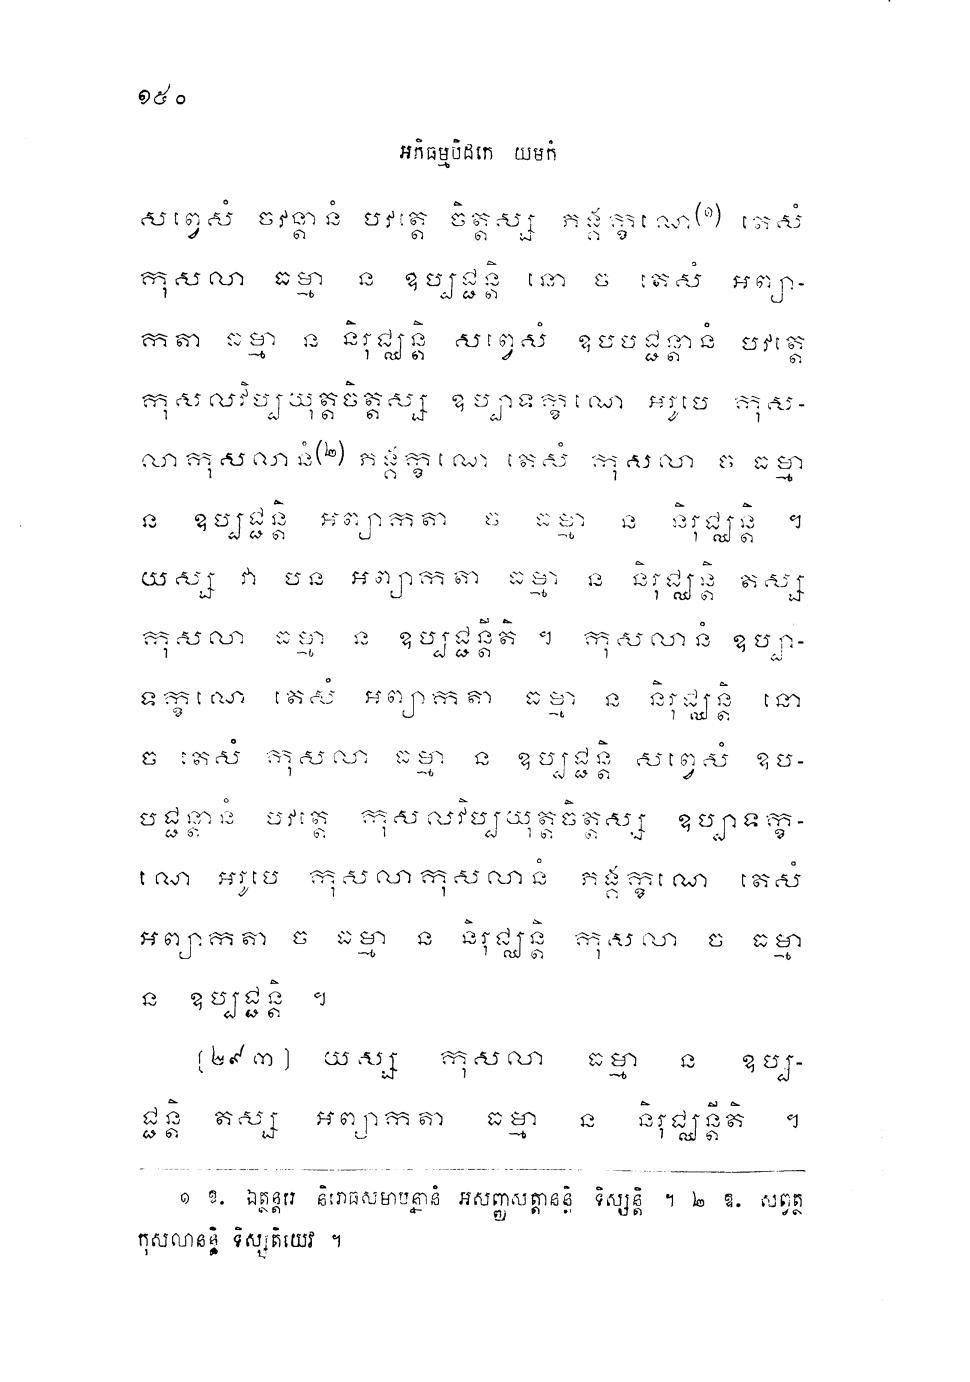 ១៥០
អភិធម្មបិដកេ យមកំ
សព្វេសំ ចវន្តានំ បវត្តេ ចិត្តស្ស ភង្គក្ខណេ(១) តេសំ
កុសលា ធម្មា ន ឧប្បជ្ជន្តិ នោ ច តេសំ អព្យា-
កតា ធម្មា ន និរុជ្ឈន្តិ សព្វេសំ ឧបបជ្ជន្តានំ បវត្តេ
កុសលវិប្បយុត្តចិត្តស្ស ឧប្បាទក្ខណេ អរូបេ កុស-
លាកុសលានំ(២) ភង្គក្ខណេ តេសំ កុសលា ច ធម្មា
ន ឧប្បជ្ជន្តិ អព្យាកតា ច ធម្មា ន និរុជ្ឈន្តិ ។
យស្ស វា បន អព្យាកតា ធម្មា ន និរុជ្ឈន្តិ តស្ស
កុសលា ធម្មា ន ឧប្បជ្ជន្តីតិ ។ កុសលានំ ឧប្បា-
ទក្ខណេ តេសំ អព្យាកតា ធម្មា ន និរុជ្ឈន្តិ នោ
ច តេសំ កុសលា ធម្មា ន ឧប្បជ្ជន្តិ សព្វេសំ ឧប-
បជ្ជន្តានំ បវត្តេ កុសលវិប្បយុត្តចិត្តស្ស ឧប្បាទក្ខ-
ណេ អរូបេ កុសលាកុសលានំ ភង្គក្ខណេ តេសំ
អព្យាកតា ច ធម្មា ន និរុជ្ឈន្តិ កុសលា ច ធម្មា
ន ឧប្បជ្ជន្តិ ។
[២៩៣] យស្ស កុសលា ធម្មា ន ឧប្ប-
ជ្ជន្តិ តស្ស អព្យាកតា ធម្មា ន និរុជ្ឈន្តីតិ ។
១ ឱ. ឯត្ថន្តរេ និរោធសមាបន្នានំ អសញ្ញសត្តានន្តិ ទិស្សន្តិ ។ ២ ឱ. សព្វត្ថ
កុសលានន្តិ ទិស្សតិយេវ ។